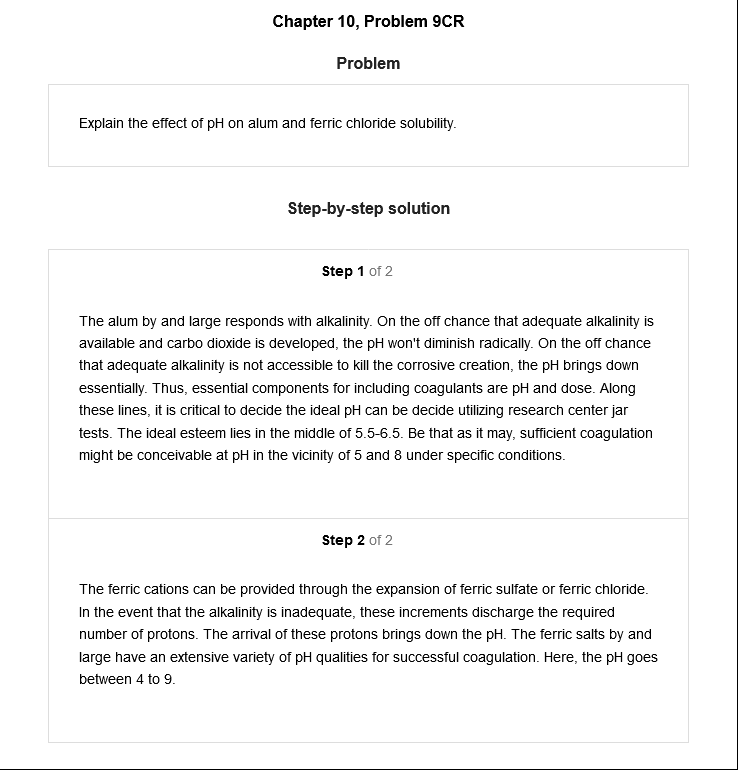 Chapter 10, Problem 9CR
Problem
Explain the effect of pH on alum and ferric chloride solubility.
Step-by-step solution
Step 1 of 2
The alum by and large responds with alkalinity. On the off chance that adequate alkalinity is
available and carbo dioxide is developed, the pH won't diminish radically. On the off chance
that adequate alkalinity is not accessible to kill the corrosive creation, the pH brings down
essentially. Thus, essential components for including coagulants are pH and dose. Along
these lines, it is critical to decide the ideal pH can be decide utilizing research center jar
tests. The ideal esteem lies in the middle of 5.5-6.5. Be that as it may, sufficient coagulation
might be conceivable at pH in the vicinity of 5 and 8 under specific conditions.
Step 2 of 2
The ferric cations can be provided through the expansion of ferric sulfate or ferric chloride.
In the event that the alkalinity is inadequate, these increments discharge the required
number of protons. The arrival of these protons brings down the pH. The ferric salts by and
large have an extensive variety of pH qualities for successful coagulation. Here, the pH goes
between 4 to 9.